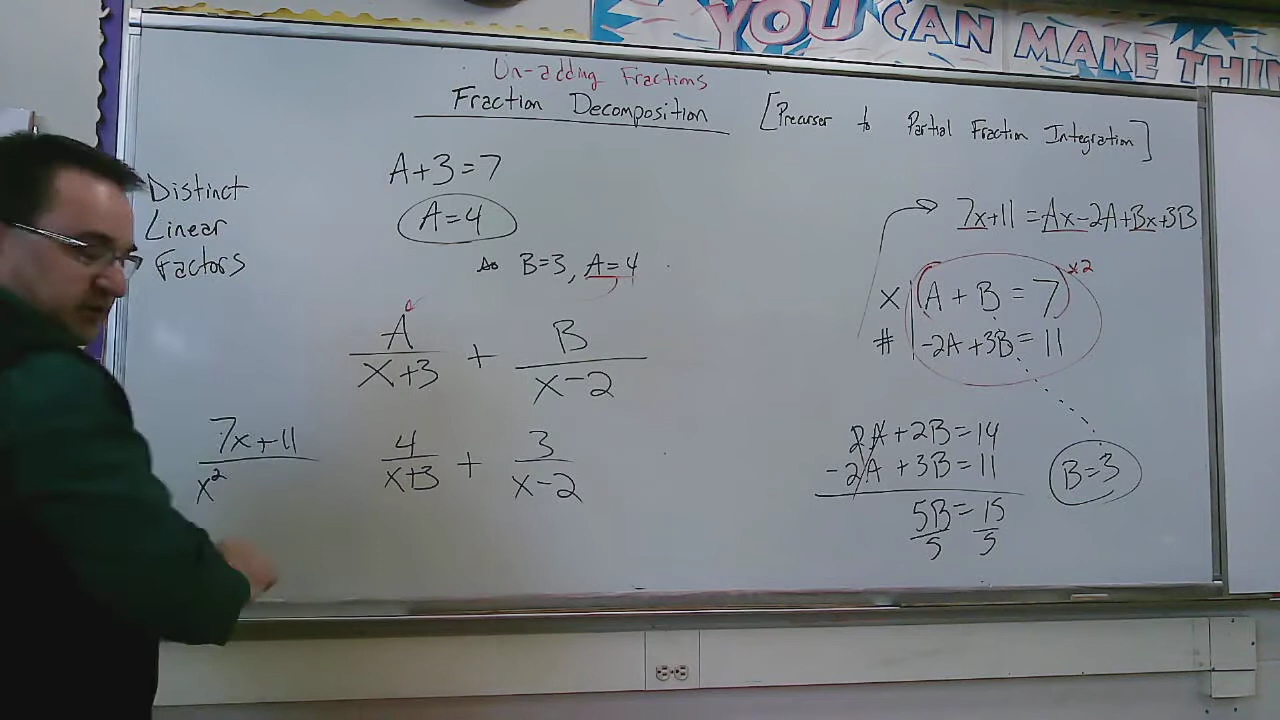 YOU CAN MAKE THIN
Un-adding Fractions
Fraction Decomposition [Precursor to Partial Fraction Integration]
Distinct
Linear
Factors
A+3=7
A=4
B=3, A=4
A/(x+3) + B/(x-2)
7x+11
x²
4/(x+3) + 3/(x-2)
7x+11 = Ax-2A+Bx+3B
x | (A + B = 7) x2
# | -2A+3B = 11
2A+2B=14
-2A +3B=11
5B=15
5 5
B=3